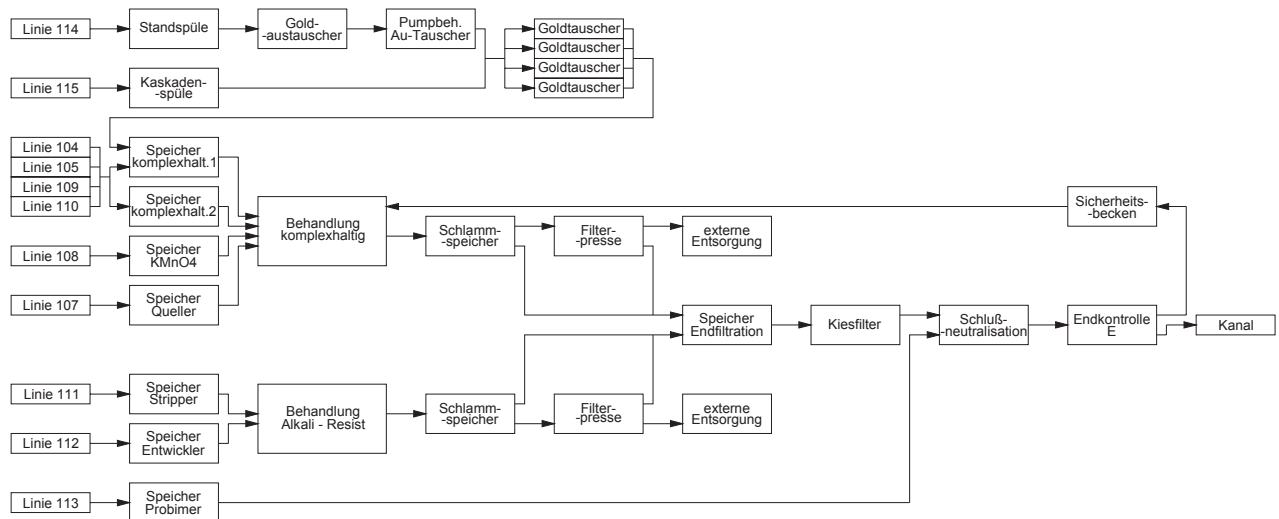 Linie 114
Standspüle
Gold-
-austauscher
Pumpbeh.
Au-Tauscher
Goldtauscher
Goldtauscher
Goldtauscher
Goldtauscher
Linie 115
Kaskaden-
-spüle
Linie 104
Linie 105
Linie 109
Linie 110
Speicher
komplexhalt.1
Speicher
komplexhalt.2
Behandlung
komplexhaltig
Schlamm-
-speicher
Filter-
-presse
externe
Entsorgung
Sicherheits-
-becken
Linie 108
Speicher
KMnO4
Linie 107
Speicher
Queller
Speicher
Endfiltration
Kiesfilter
Schluß-
-neutralisation
Endkontrolle
E
Kanal
Linie 111
Speicher
Stripper
Behandlung
Alkali - Resist
Schlamm-
-speicher
Filter-
-presse
externe
Entsorgung
Linie 112
Speicher
Entwickler
Linie 113
Speicher
Probimer